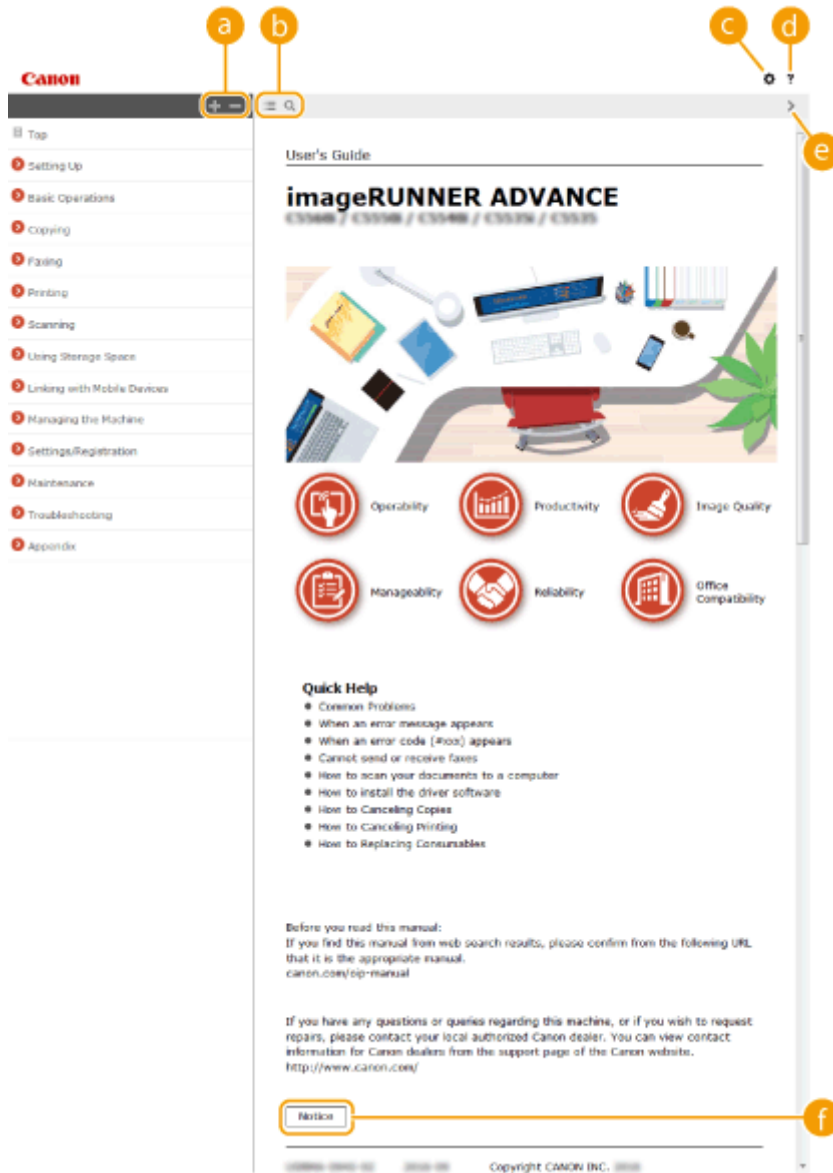 a
b
c
d
Canon
?
e
Top
Setting Up
Basic Operations
Copying
Faxing
Printing
Scanning
Using Storage Space
Linking with Mobile Devices
Managing the Machine
Settings/Registration
Maintenance
Troubleshooting
Appendix
User's Guide
imageRUNNER ADVANCE
Operability
Productivity
Image Quality
Manageablity
Reliability
Office
Compatibility
Quick Help
Common Problems
When an error message appears
When an error code (#xxx) appears
Cannot send or receive faxes
How to scan your documents to a computer
How to install the driver software
How to Canceling Copies
How to Canceling Printing
How to Replacing Consumables
Before you read this manual:
If you find this manual from web search results, please confirm from the following URL
that it is the appropriate manual.
canon.com/oip-manual
If you have any questions or queries regarding this machine, or if you wish to request
repairs, please contact your local authorized Canon dealer. You can view contact
information for Canon dealers from the support page of the Canon website.
http://www.canon.com/
Notice
f
Copyright CANON INC.